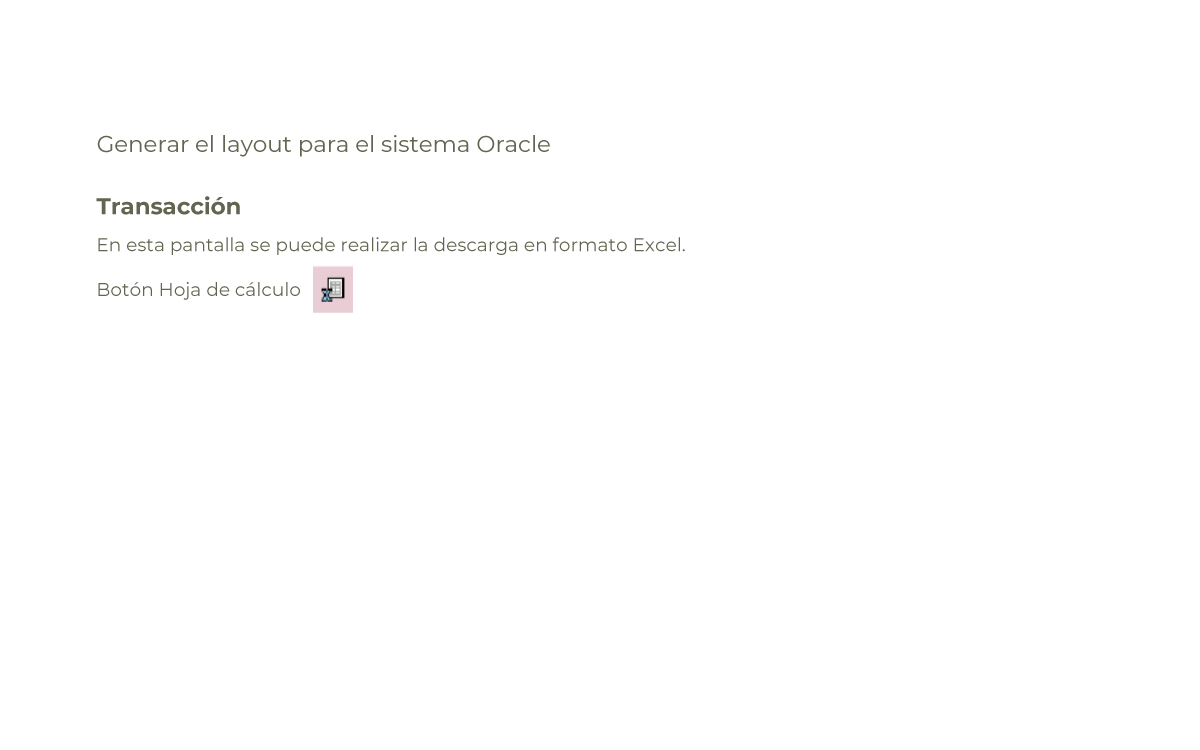 Generar el layout para el sistema Oracle
Transacción
En esta pantalla se puede realizar la descarga en formato Excel.
Botón Hoja de cálculo